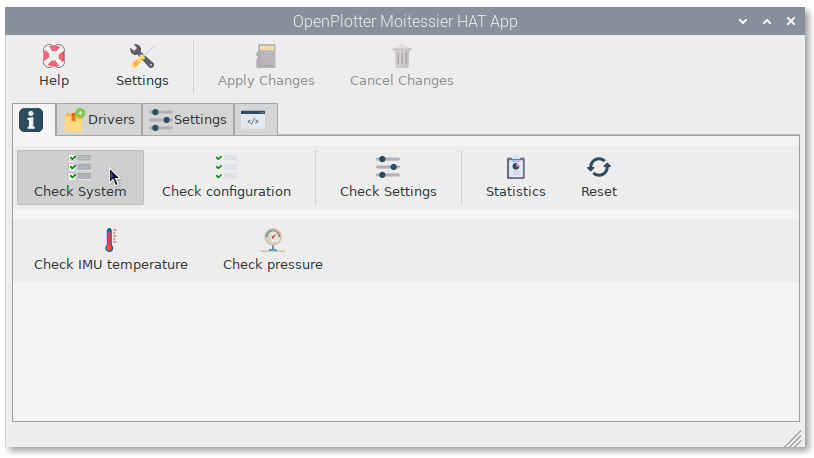 OpenPlotter Moitessier HAT App
Help Settings Apply Changes Cancel Changes
Drivers Settings </>
Check System Check configuration Check Settings Statistics Reset
Check IMU temperature Check pressure